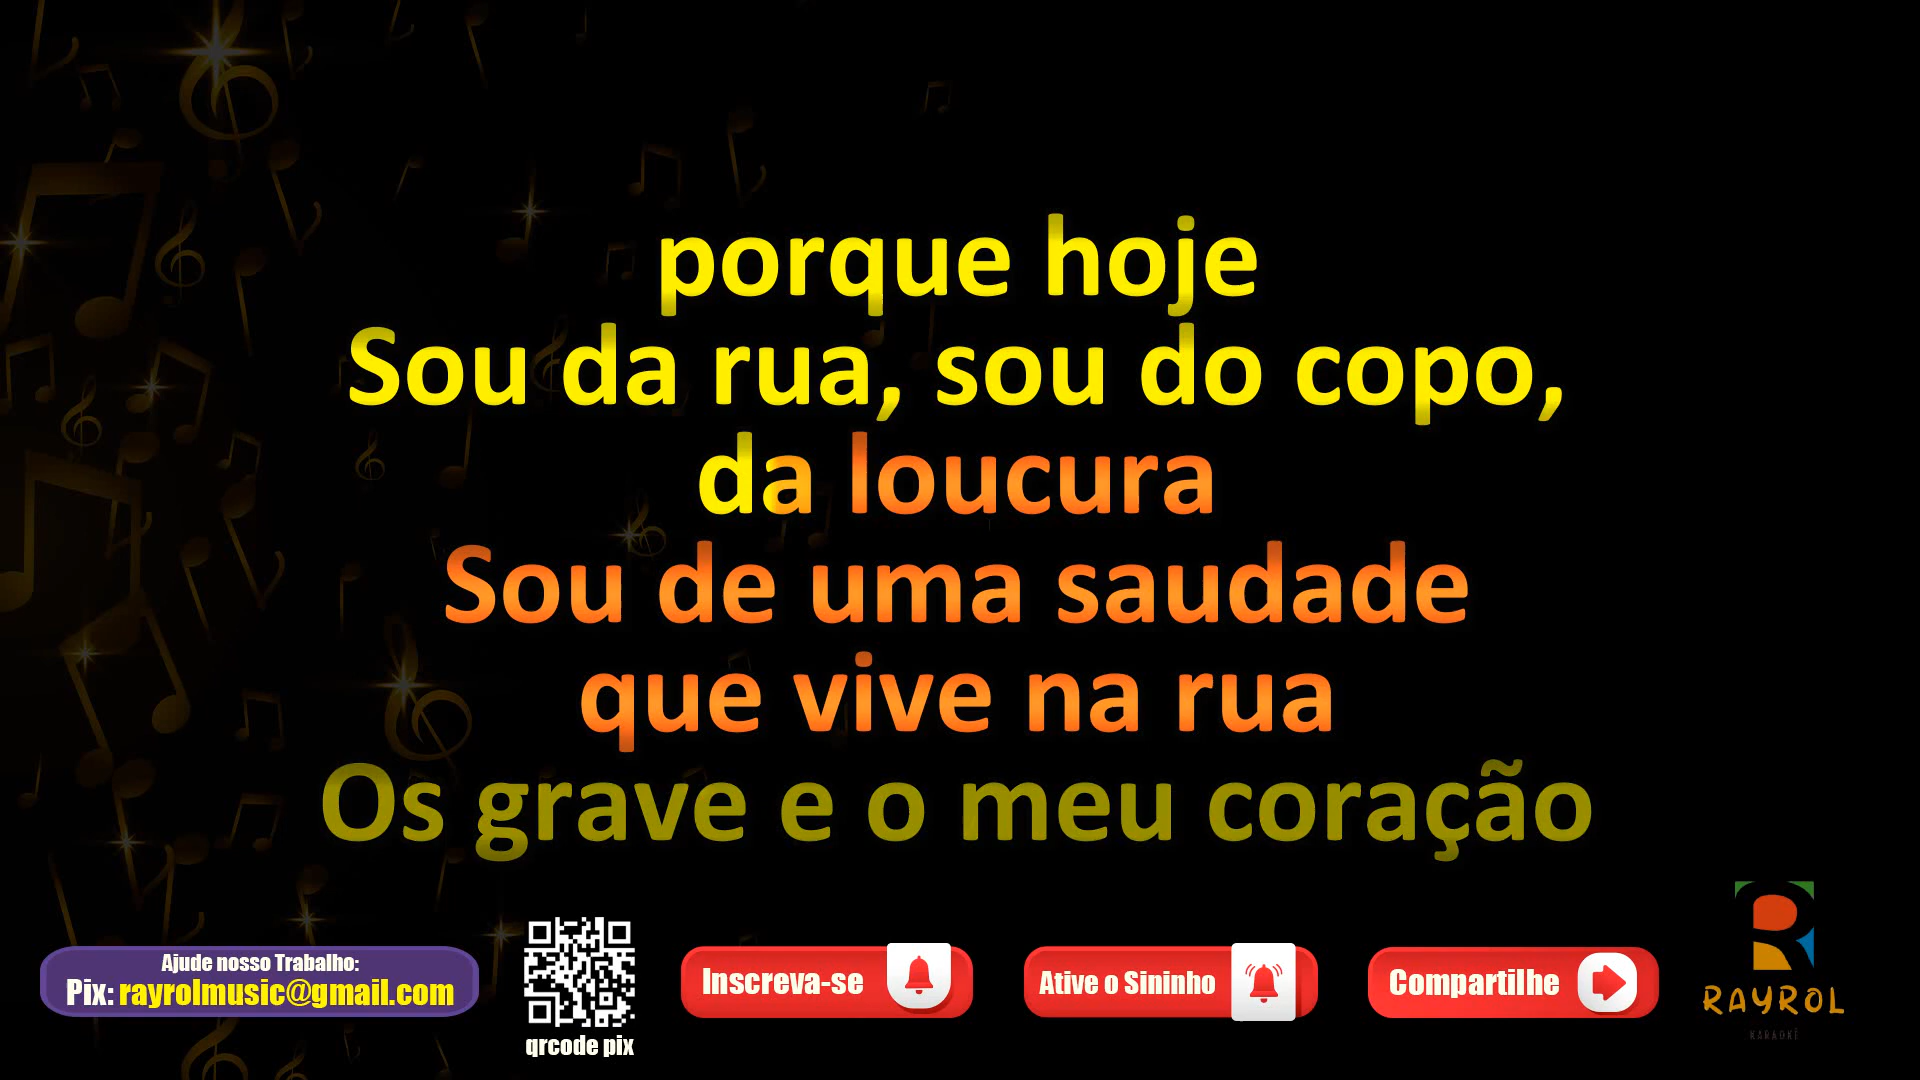 porque hoje
Sou da rua, sou do copo,
da loucura
Sou de uma saudade
que vive na rua
Os grave e o meu coração
Ajude nosso Trabalho:
Pix: rayrolmusic@gmail.com
qrcode pix
Inscreva-se
Ative o Sininho
Compartilhe
RAYROL
KARAOKÊ